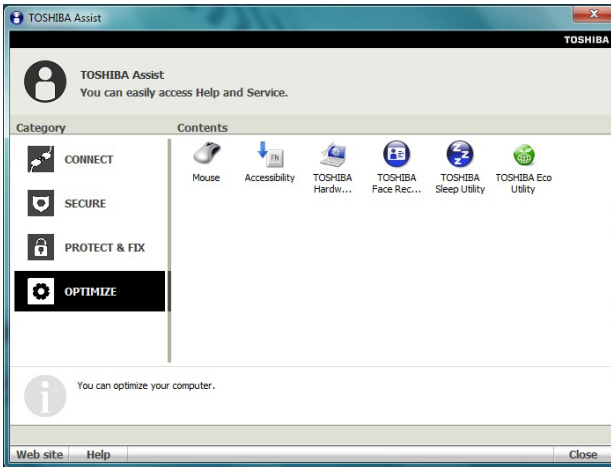 TOSHIBA Assist
TOSHIBA
TOSHIBA Assist
You can easily access Help and Service.
Category
Contents
CONNECT
SECURE
PROTECT & FIX
OPTIMIZE
Mouse
Accessibility
TOSHIBA
Hardw...
TOSHIBA
Face Rec...
TOSHIBA
Sleep Utility
TOSHIBA Eco
Utility
FN
You can optimize your computer.
Web site
Help
Close